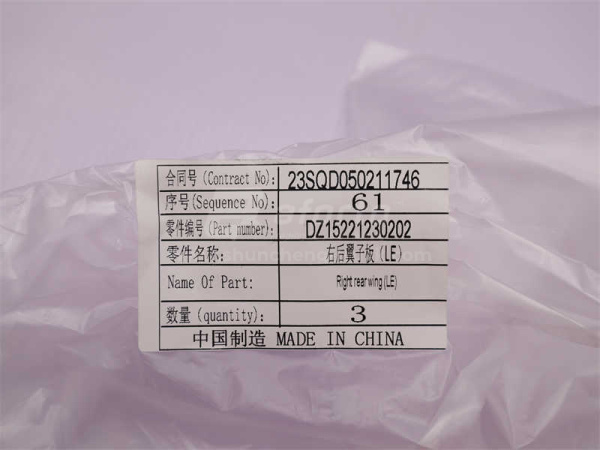 合同号(Contract No): 23SQD050211746
序号(Sequence No): 61
零件编号(Part number): DZ15221230202
零件名称: 右后翼子板(LE)
Name Of Part: Right rear wing (LE)
数量(quantity): 3
中国制造 MADE IN CHINA